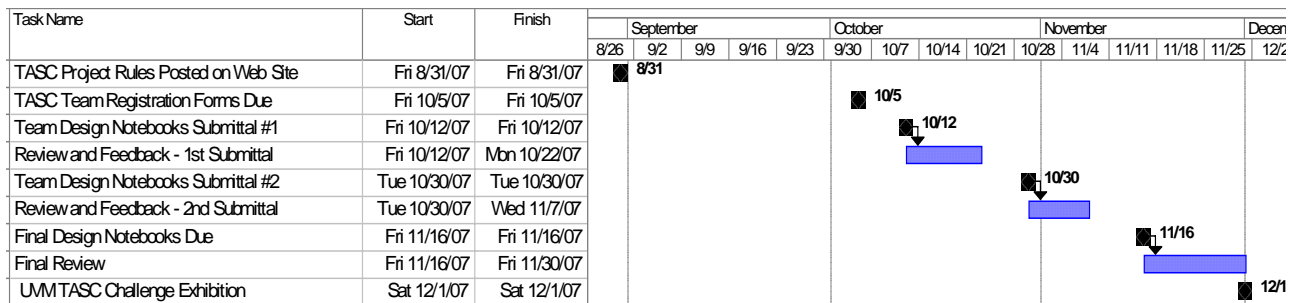 Task Name Start Finish
September October November Decen
8/26 9/2 9/9 9/16 9/23 9/30 10/7 10/14 10/21 10/28 11/4 11/11 11/18 11/25 12/2
TASC Project Rules Posted on Web Site Fri 8/31/07 Fri 8/31/07 8/31
TASC Team Registration Forms Due Fri 10/5/07 Fri 10/5/07 10/5
Team Design Notebooks Submittal #1 Fri 10/12/07 Fri 10/12/07 10/12
Review and Feedback - 1st Submittal Fri 10/12/07 Mon 10/22/07
Team Design Notebooks Submittal #2 Tue 10/30/07 Tue 10/30/07 10/30
Review and Feedback - 2nd Submittal Tue 10/30/07 Wed 11/7/07
Final Design Notebooks Due Fri 11/16/07 Fri 11/16/07 11/16
Final Review Fri 11/16/07 Fri 11/30/07
UVM TASC Challenge Exhibition Sat 12/1/07 Sat 12/1/07 12/1